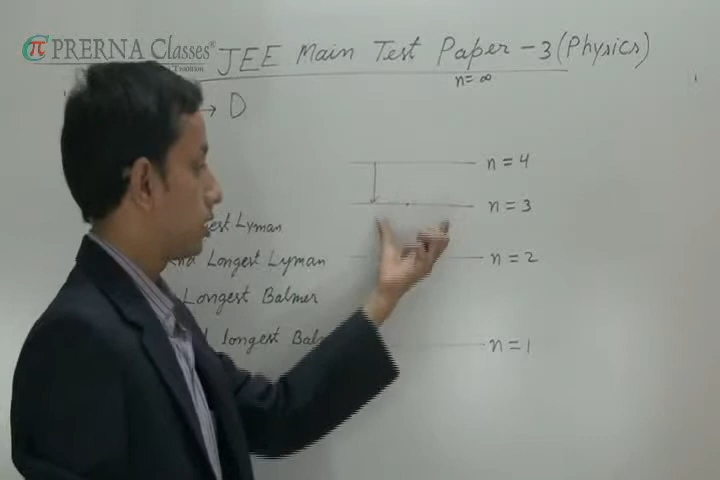 PRERNA Classes®
JEE Main Test Paper - 3 (Physics)
n = ∞
→ D
n = 4
n = 3
Lyman
Longest Lyman
n = 2
Longest Balmer
longest
n = 1